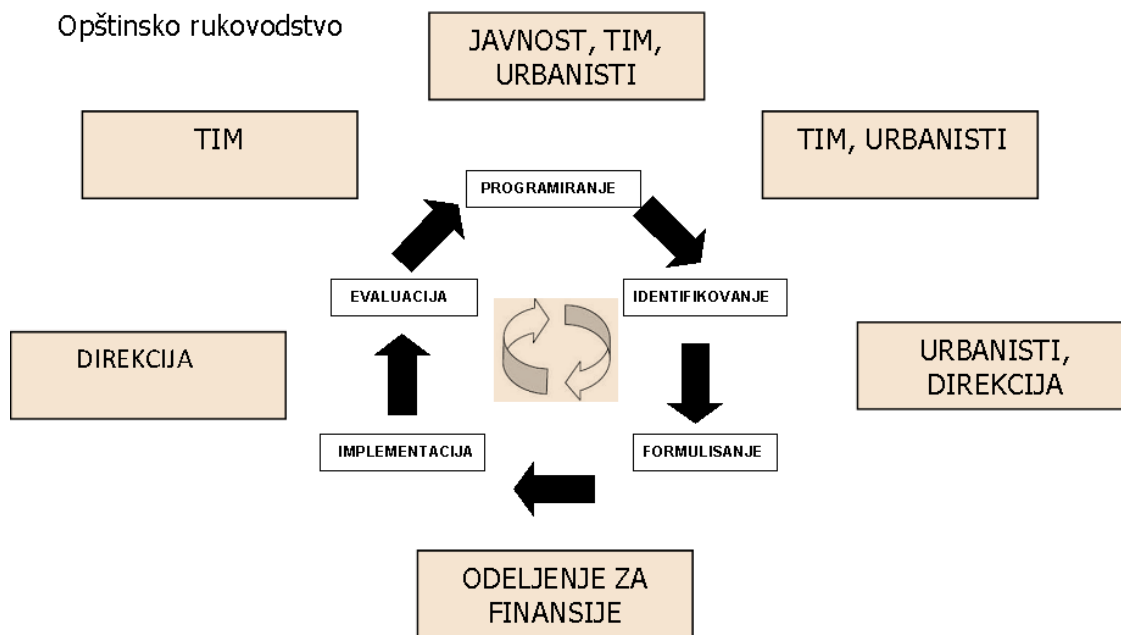 Opštinsko rukovodstvo
JAVNOST, TIM,
URBANISTI
TIM
TIM, URBANISTI
PROGRAMIRANJE
EVALUACIJA
IDENTIFIKOVANJE
DIREKCIJA
URBANISTI,
DIREKCIJA
IMPLEMENTACIJA
FORMULISANJE
ODELJENJE ZA
FINANSIJE